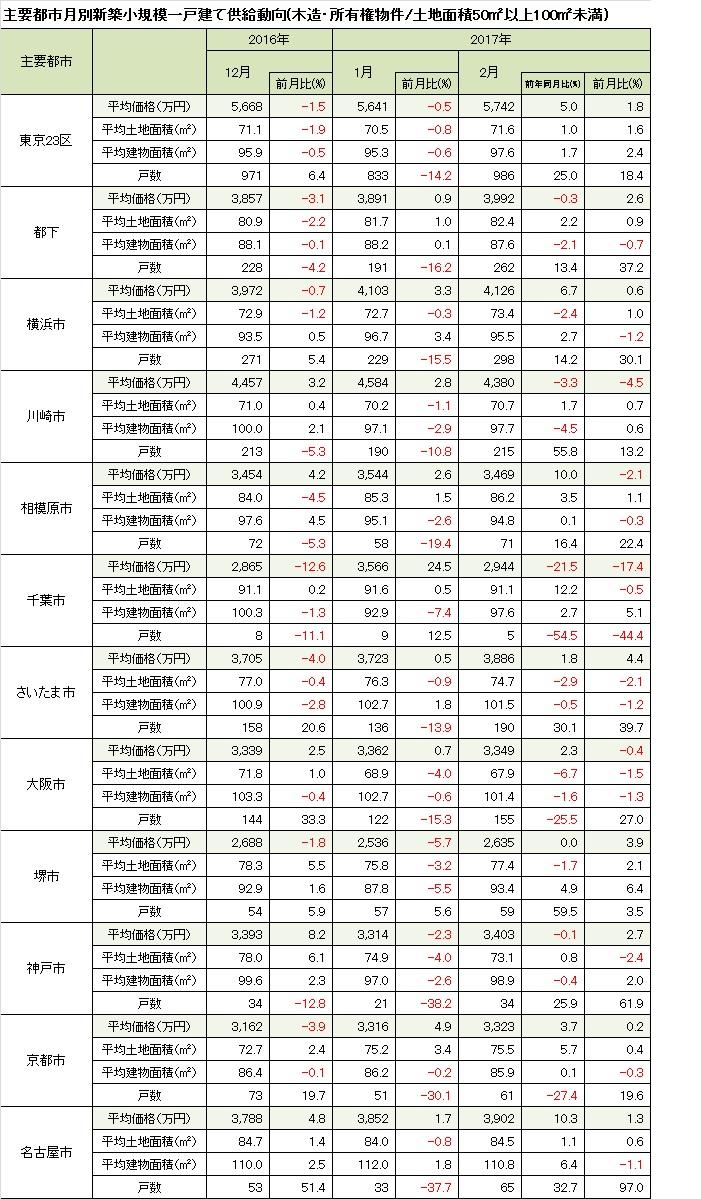 主要都市月別新築小規模一戸建て供給動向(木造・所有権物件/土地面積50㎡以上100㎡未満)
主要都市 2016年 2017年
12月 前月比(%) 1月 前月比(%) 2月 前年同月比(%) 前月比(%)
東京23区
平均価格(万円) 5,668 -1.5 5,641 -0.5 5,742 5.0 1.8
平均土地面積(㎡) 71.1 -1.9 70.5 -0.8 71.6 1.0 1.6
平均建物面積(㎡) 95.9 -0.5 95.3 -0.6 97.6 1.7 2.4
戸数 971 6.4 833 -14.2 986 25.0 18.4
都下
平均価格(万円) 3,857 -3.1 3,891 0.9 3,992 -0.3 2.6
平均土地面積(㎡) 80.9 -2.2 81.7 1.0 82.4 2.2 0.9
平均建物面積(㎡) 88.1 -0.1 88.2 0.1 87.6 -2.1 -0.7
戸数 228 -4.2 191 -16.2 262 13.4 37.2
横浜市
平均価格(万円) 3,972 -0.7 4,103 3.3 4,126 6.7 0.6
平均土地面積(㎡) 72.9 -1.2 72.7 -0.3 73.4 -2.4 1.0
平均建物面積(㎡) 93.5 0.5 96.7 3.4 95.5 2.7 -1.2
戸数 271 5.4 229 -15.5 298 14.2 30.1
川崎市
平均価格(万円) 4,457 3.2 4,584 2.8 4,380 -3.3 -4.5
平均土地面積(㎡) 71.0 0.4 70.2 -1.1 70.7 1.7 0.7
平均建物面積(㎡) 100.0 2.1 97.1 -2.9 97.7 -4.5 0.6
戸数 213 -5.3 190 -10.8 215 55.8 13.2
相模原市
平均価格(万円) 3,454 4.2 3,544 2.6 3,469 10.0 -2.1
平均土地面積(㎡) 84.0 -4.5 85.3 1.5 86.2 3.5 1.1
平均建物面積(㎡) 97.6 4.5 95.1 -2.6 94.8 0.1 -0.3
戸数 72 -5.3 58 -19.4 71 16.4 22.4
千葉市
平均価格(万円) 2,865 -12.6 3,566 24.5 2,944 -21.5 -17.4
平均土地面積(㎡) 91.1 0.2 91.6 0.5 91.1 12.2 -0.5
平均建物面積(㎡) 100.3 -1.3 92.9 -7.4 97.6 2.7 5.1
戸数 8 -11.1 9 12.5 5 -54.5 -44.4
さいたま市
平均価格(万円) 3,705 -4.0 3,723 0.5 3,886 1.8 4.4
平均土地面積(㎡) 77.0 -0.4 76.3 -0.9 74.7 -2.9 -2.1
平均建物面積(㎡) 100.9 -2.8 102.7 1.8 101.5 -0.5 -1.2
戸数 158 20.6 136 -13.9 190 30.1 39.7
大阪市
平均価格(万円) 3,339 2.5 3,362 0.7 3,349 2.3 -0.4
平均土地面積(㎡) 71.8 1.0 68.9 -4.0 67.9 -6.7 -1.5
平均建物面積(㎡) 103.3 -0.4 102.7 -0.6 101.4 -1.6 -1.3
戸数 144 33.3 122 -15.3 155 -25.5 27.0
堺市
平均価格(万円) 2,688 -1.8 2,536 -5.7 2,635 0.0 3.9
平均土地面積(㎡) 78.3 5.5 75.8 -3.2 77.4 -1.7 2.1
平均建物面積(㎡) 92.9 1.6 87.8 -5.5 93.4 4.9 6.4
戸数 54 5.9 57 5.6 59 59.5 3.5
神戸市
平均価格(万円) 3,393 8.2 3,314 -2.3 3,403 -0.1 2.7
平均土地面積(㎡) 78.0 6.1 74.9 -4.0 73.1 0.8 -2.4
平均建物面積(㎡) 99.6 2.3 97.0 -2.6 98.9 -0.4 2.0
戸数 34 -12.8 21 -38.2 34 25.9 61.9
京都市
平均価格(万円) 3,162 -3.9 3,316 4.9 3,323 3.7 0.2
平均土地面積(㎡) 72.7 2.4 75.2 3.4 75.5 5.7 0.4
平均建物面積(㎡) 86.4 -0.1 86.2 -0.2 85.9 0.1 -0.3
戸数 73 19.7 51 -30.1 61 -27.4 19.6
名古屋市
平均価格(万円) 3,788 4.8 3,852 1.7 3,902 10.3 1.3
平均土地面積(㎡) 84.7 1.4 84.0 -0.8 84.5 1.1 0.6
平均建物面積(㎡) 110.0 2.5 112.0 1.8 110.8 6.4 -1.1
戸数 53 51.4 33 -37.7 65 32.7 97.0